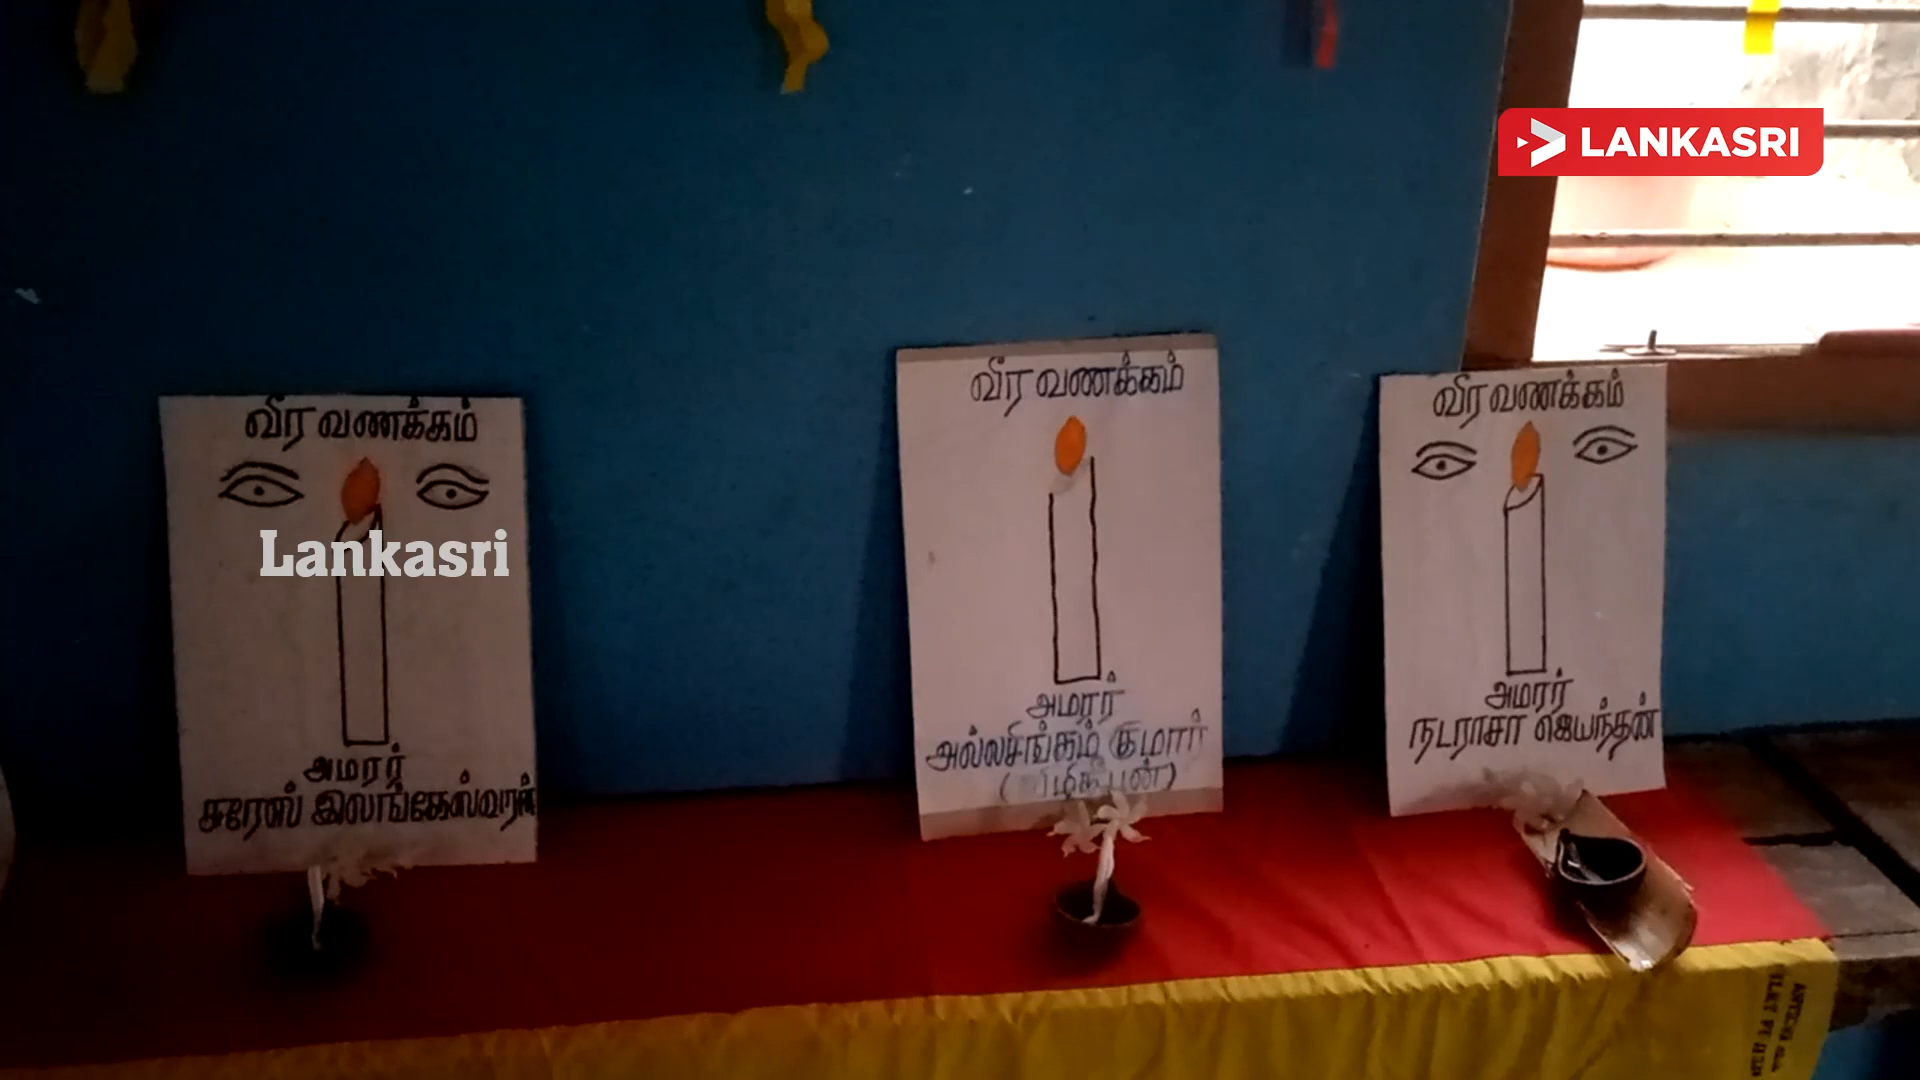 LANKASRI
வீர வணக்கம்
Lankasri
அமரர்
சுரேஸ் இலங்கேஸ்வரன்
வீர வணக்கம்
அமரர்
அல்லசிங்கம் குமார்
வீர வணக்கம்
அமரர்
நடராசா ஜெயந்தன்